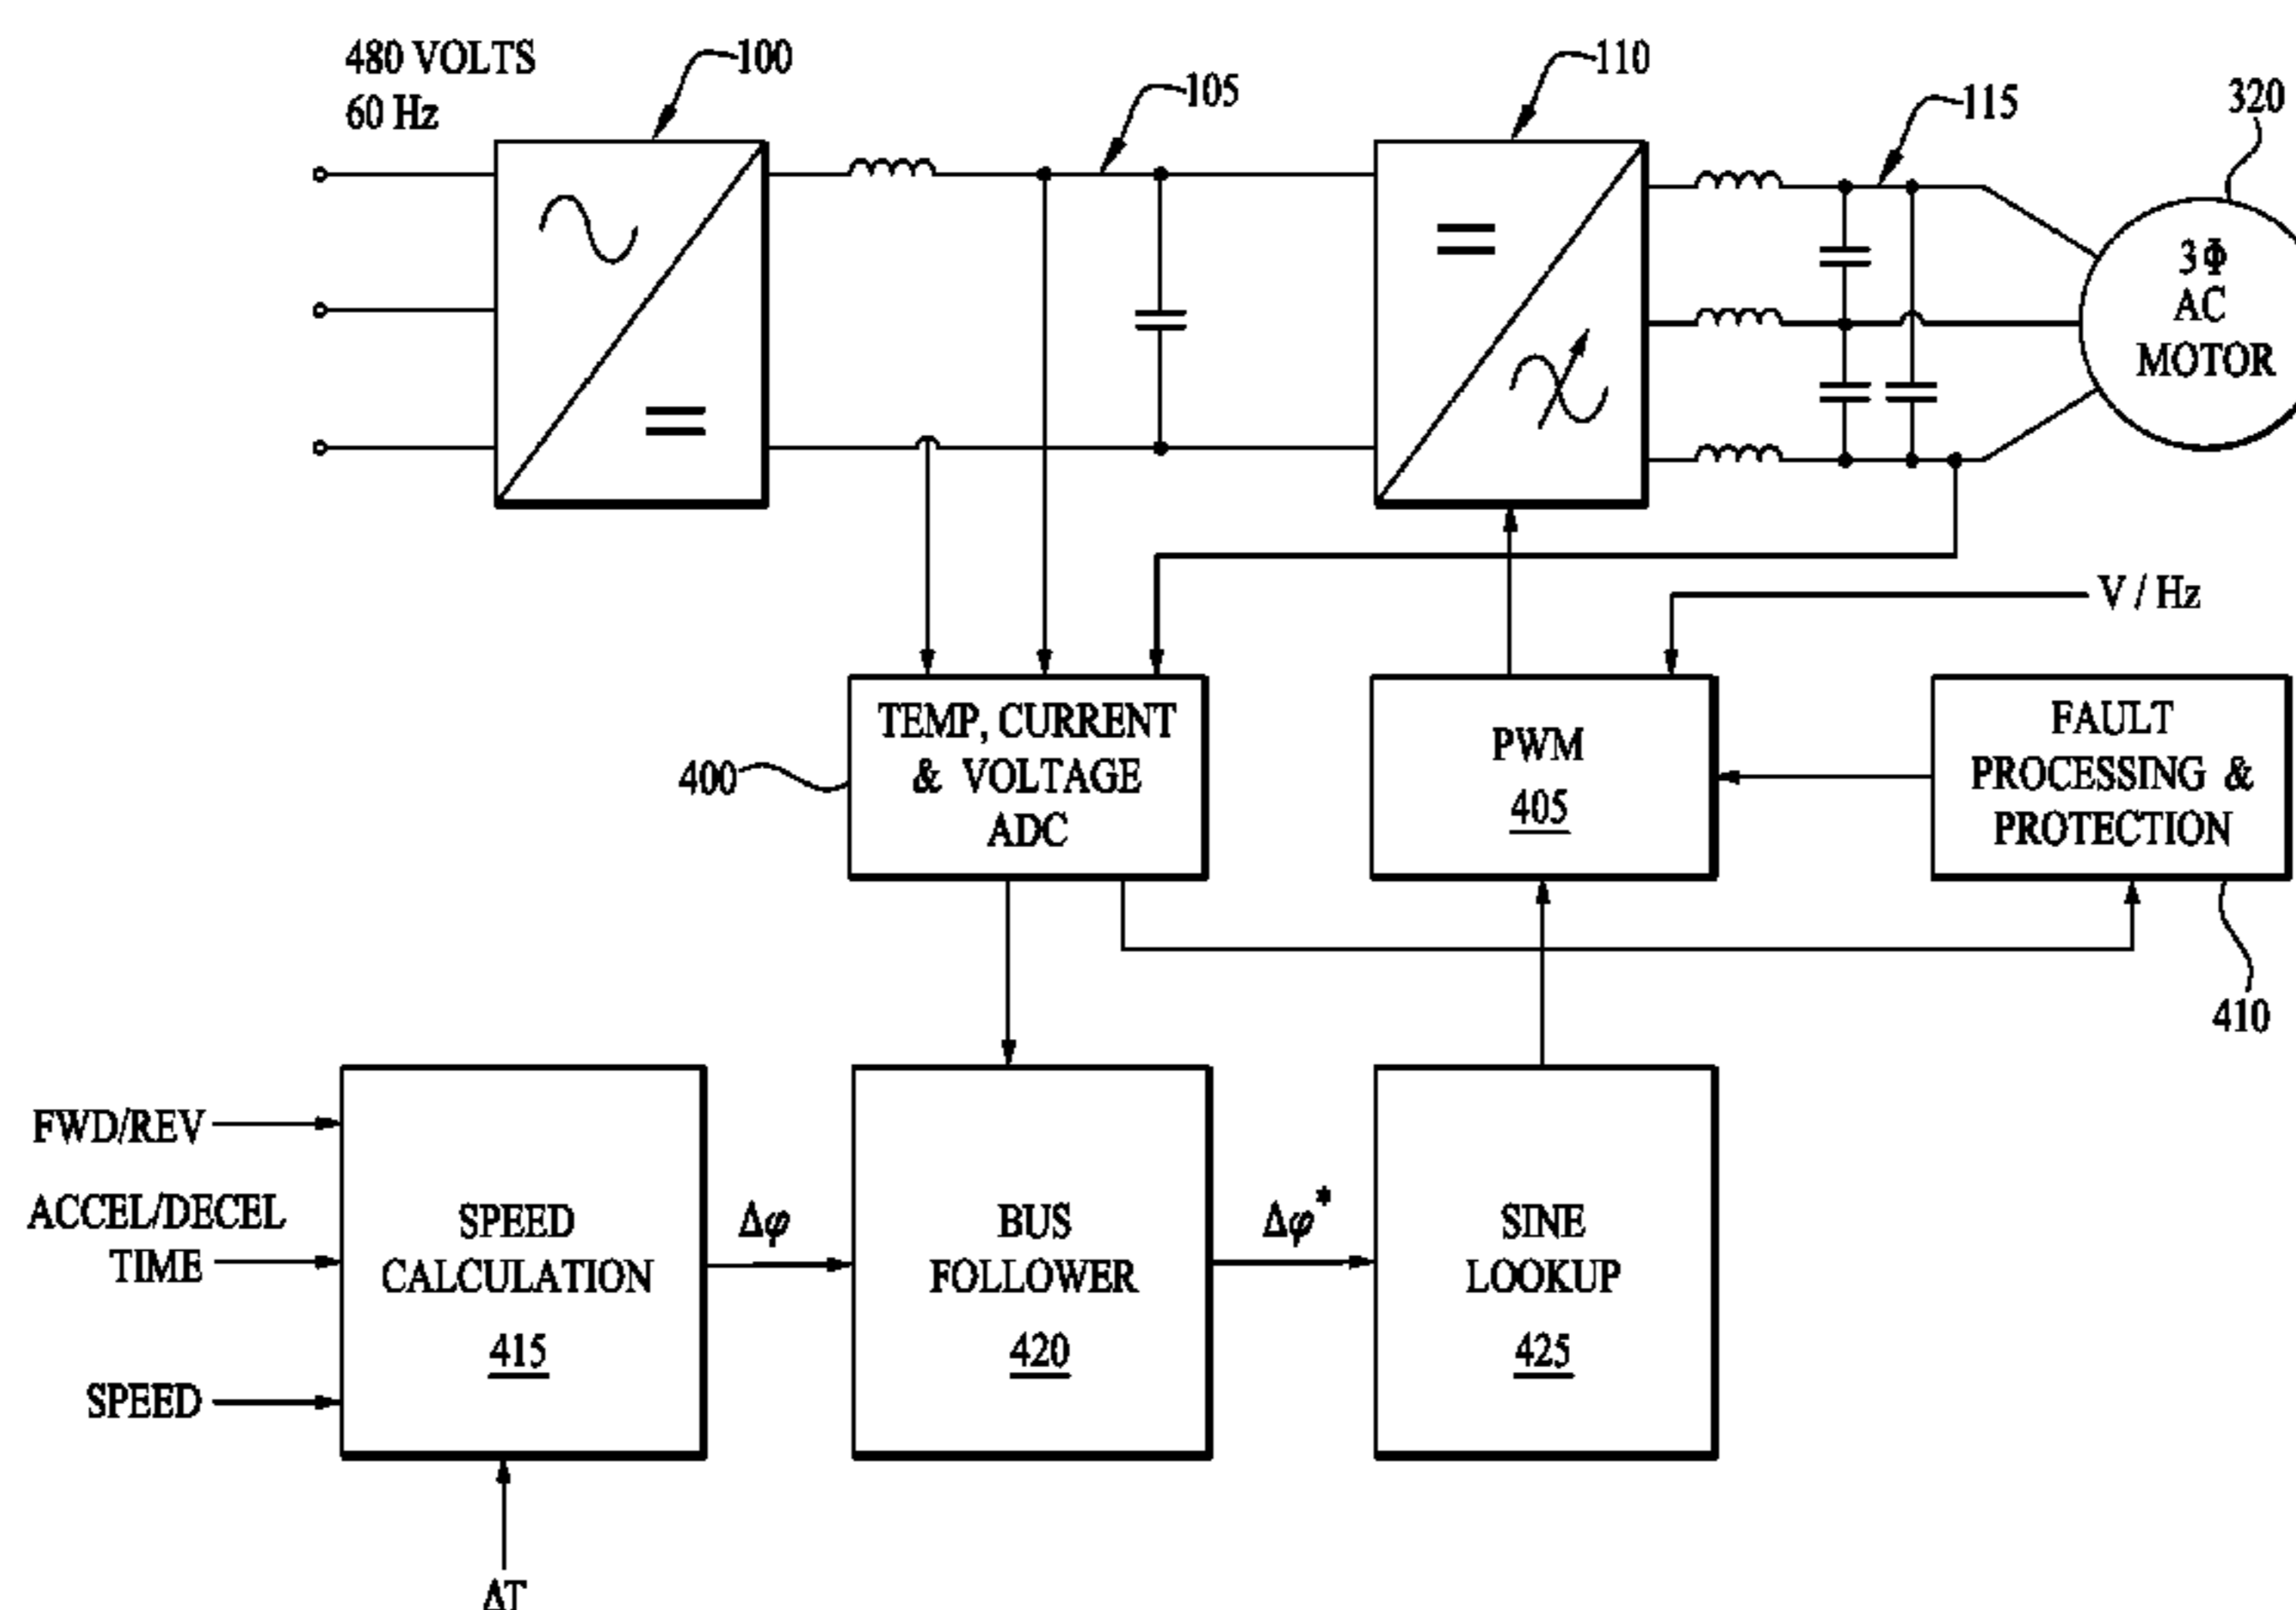 480 VOLTS
60 Hz
100
105
110
115
320
3Φ
AC
MOTOR
V / Hz
TEMP, CURRENT
& VOLTAGE
ADC
400
PWM
405
FAULT
PROCESSING &
PROTECTION
410
FWD/REV
ACCEL/DECEL
TIME
SPEED
SPEED
CALCULATION
415
Δφ
BUS
FOLLOWER
420
Δφ*
SINE
LOOKUP
425
ΔT